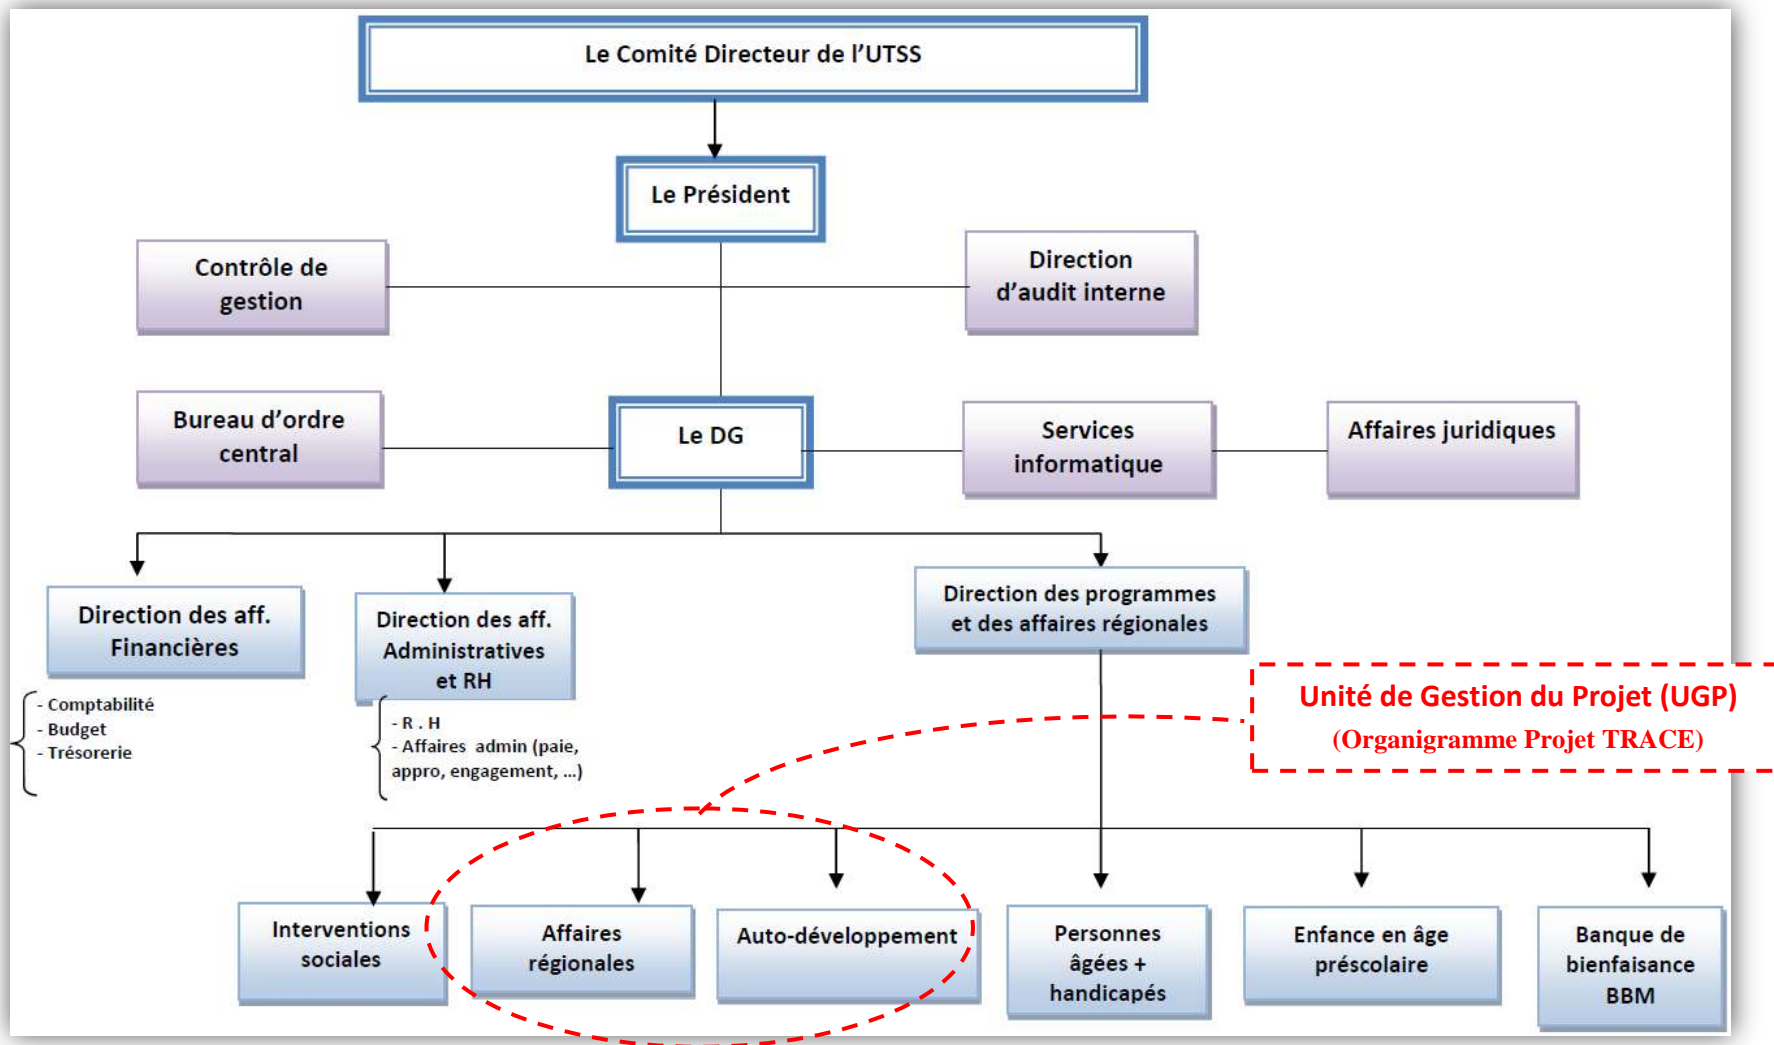 Le Comité Directeur de l'UTSS
Le Président
Contrôle de
gestion
Direction
d'audit interne
Bureau d'ordre
central
Le DG
Services
informatique
Affaires juridiques
Direction des aff.
Financières
Direction des aff.
Administratives
et RH
Direction des programmes
et des affaires régionales
- Comptabilité
- Budget
- Trésorerie
- R . H
- Affaires admin (paie,
appro, engagement, ...)
Unité de Gestion du Projet (UGP)
(Organigramme Projet TRACE)
Interventions
sociales
Affaires
régionales
Auto-développement
Personnes
âgées +
handicapés
Enfance en âge
préscolaire
Banque de
bienfaisance
BBM